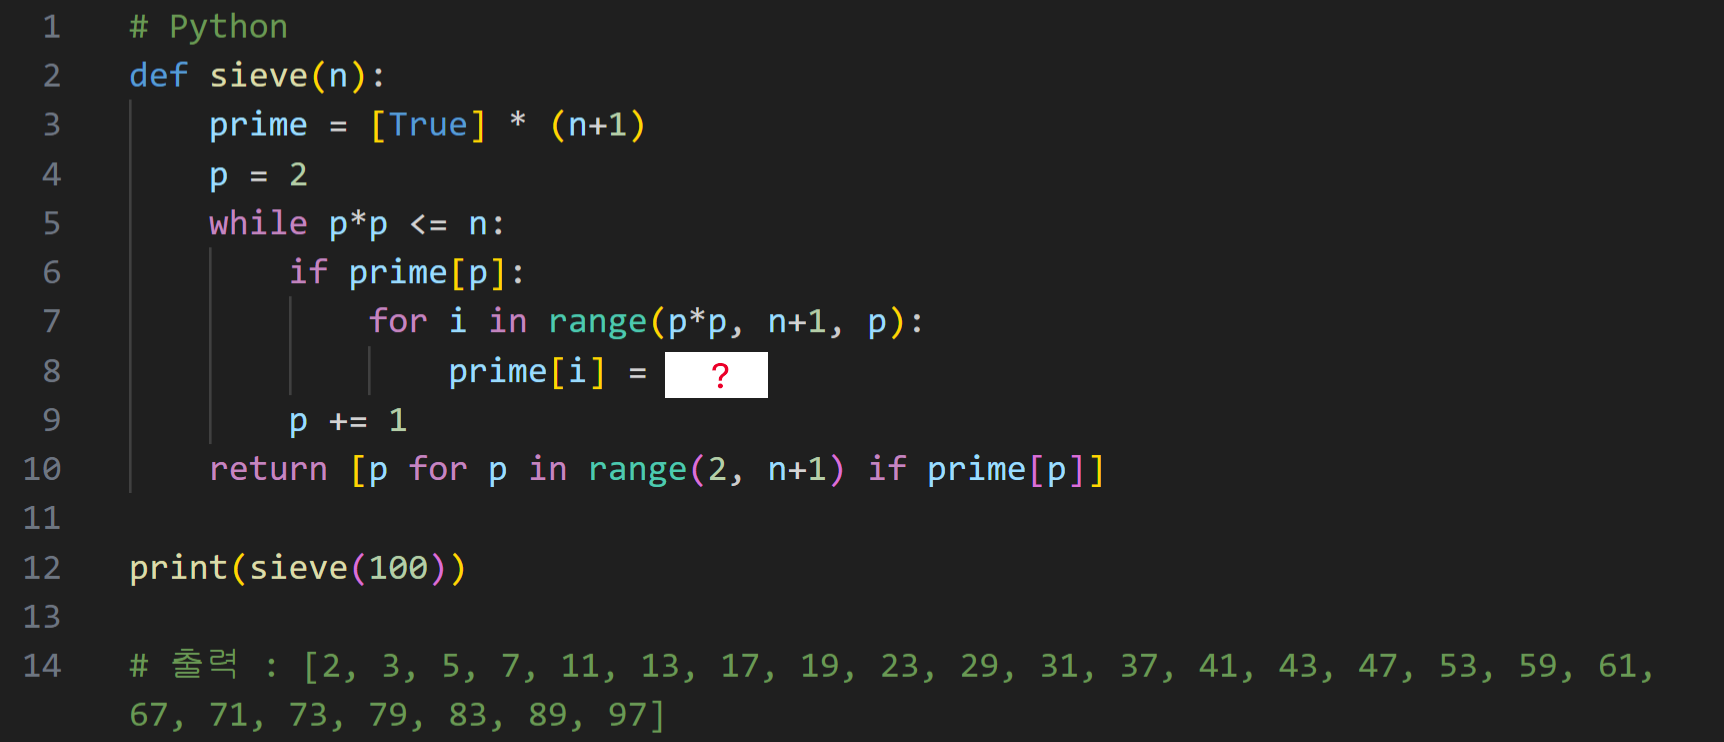 1 # Python
2 def sieve(n):
3     prime = [True] * (n+1)
4     p = 2
5     while p*p <= n:
6         if prime[p]:
7             for i in range(p*p, n+1, p):
8                 prime[i] = ?
9         p += 1
10     return [p for p in range(2, n+1) if prime[p]]
11
12 print(sieve(100))
13
14 # 출력 : [2, 3, 5, 7, 11, 13, 17, 19, 23, 29, 31, 37, 41, 43, 47, 53, 59, 61,
67, 71, 73, 79, 83, 89, 97]